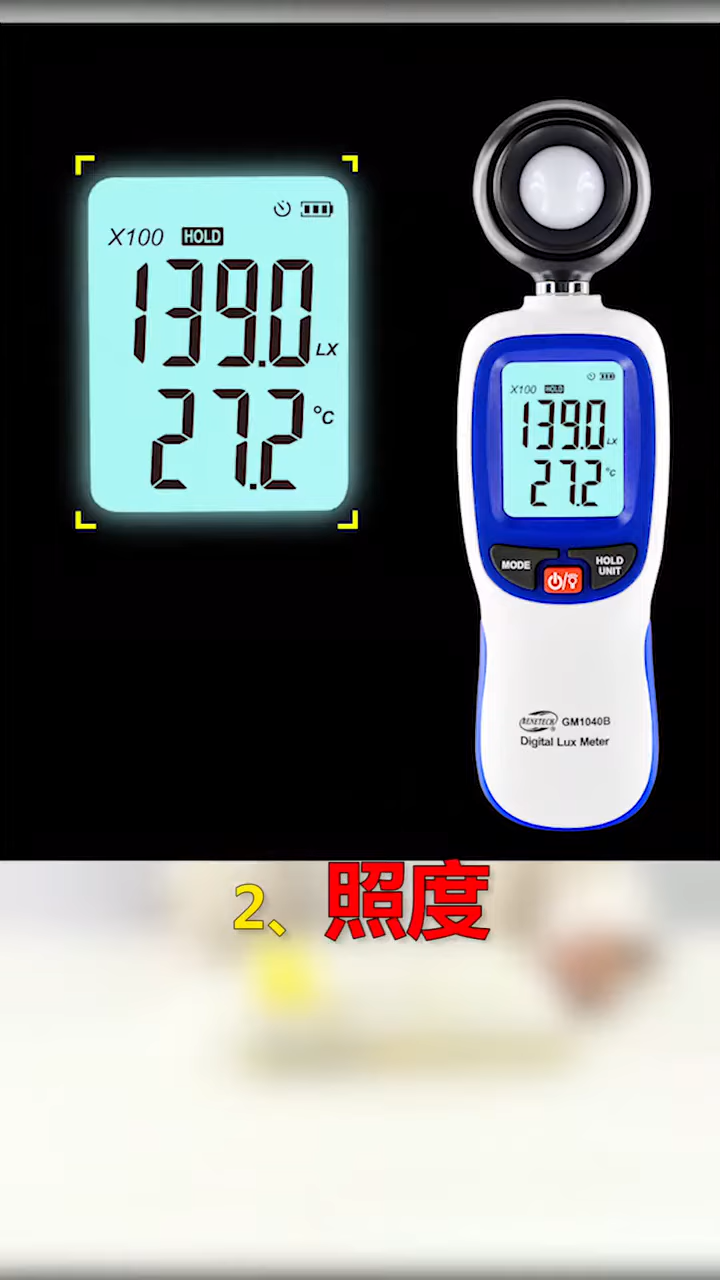 X100 HOLD
139.0 LX
27.2 °C
X100 HOLD
139.0 LX
27.2 °C
MODE
HOLD
UNIT
BENETECH ® GM1040B
Digital Lux Meter
2、照度